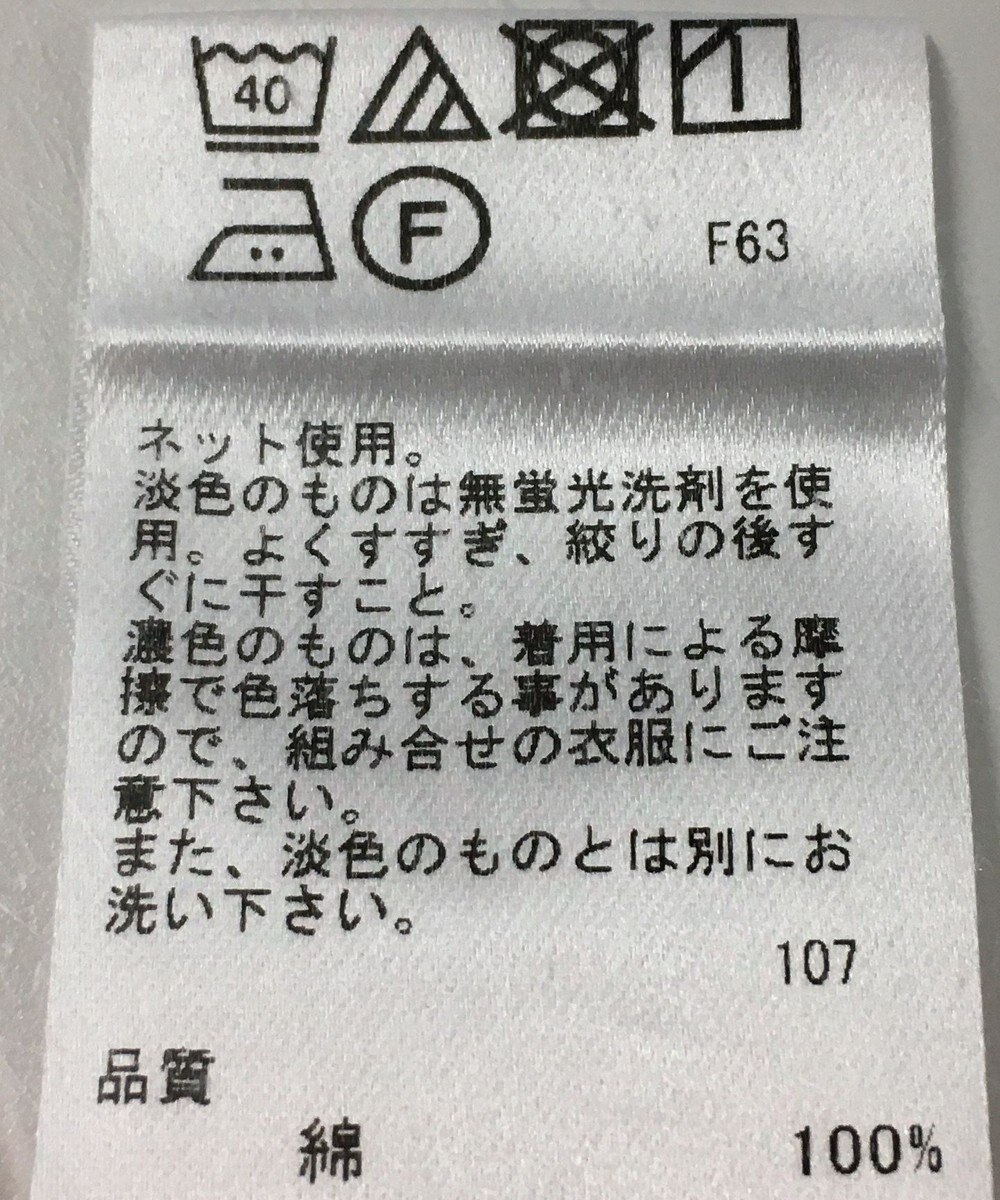 40
F
F63
ネット使用。
淡色のものは無蛍光洗剤を使
用。よくすすぎ、絞りの後す
ぐに干すこと。
濃色のものは、着用による摩
擦で色落ちする事があります
ので、組み合せの衣服にご注
意下さい。
また、淡色のものとは別にお
洗い下さい。
107
品質
綿 100%